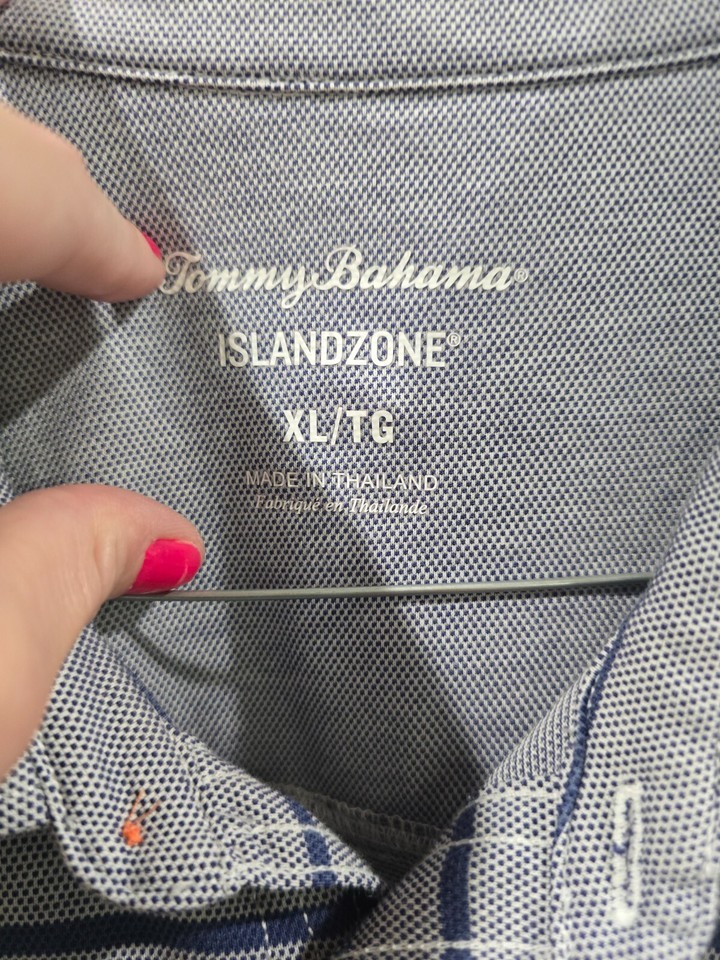 Tommy Bahama®
ISLANDZONE®
XL/TG
MADE IN THAILAND
Fabriqué en Thaïlande